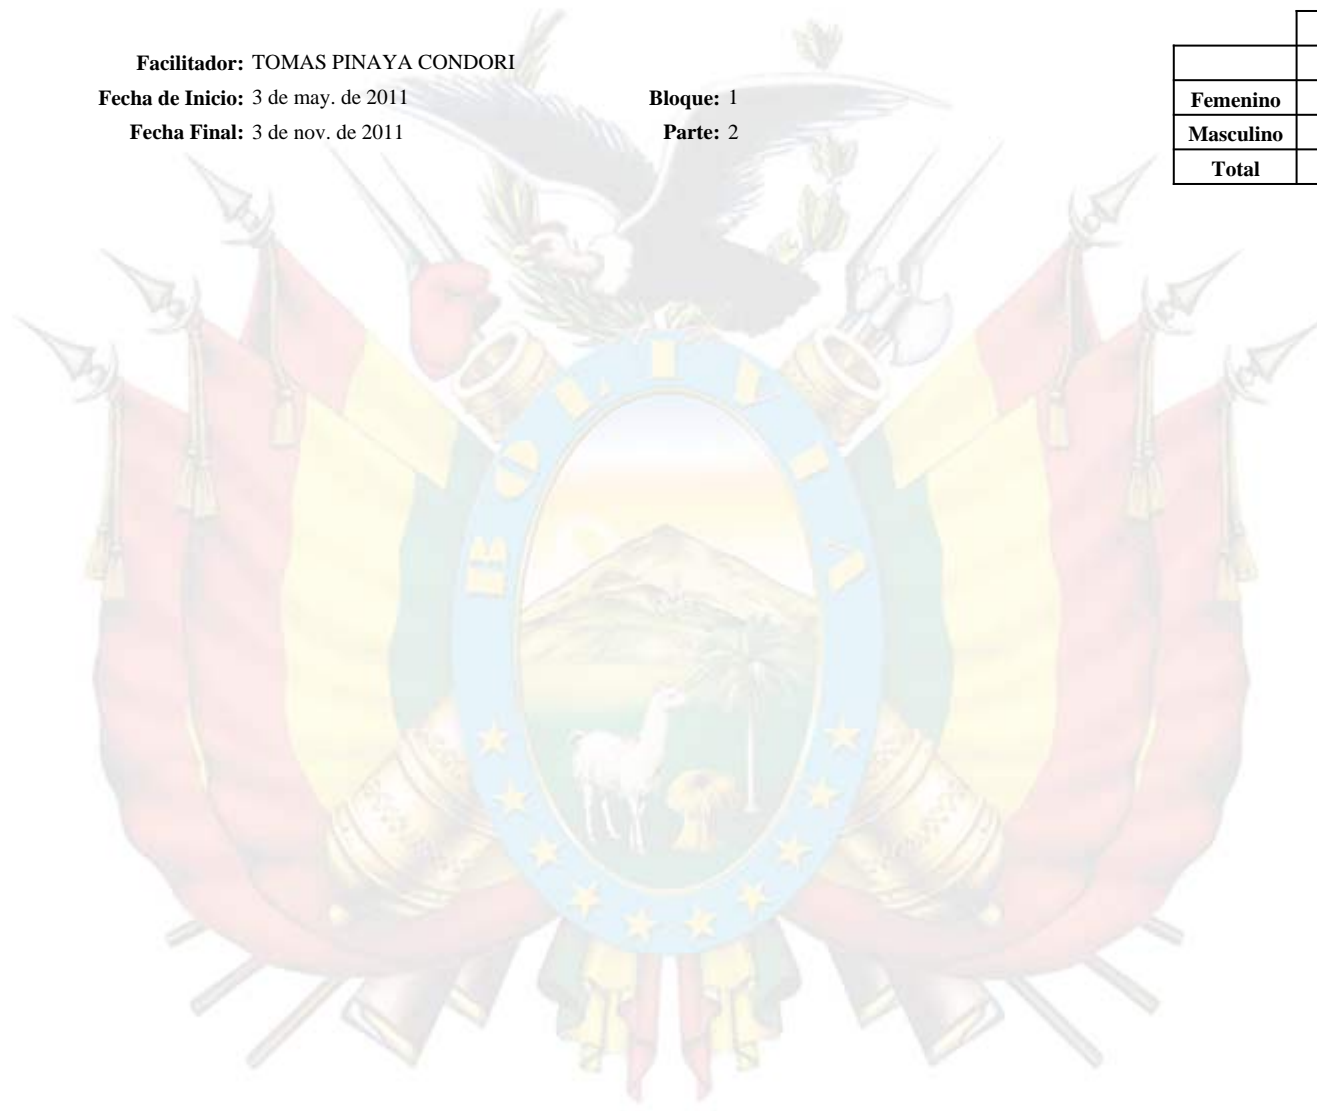 Facilitador: TOMAS PINAYA CONDORI
Fecha de Inicio: 3 de may. de 2011 Bloque: 1
Fecha Final: 3 de nov. de 2011 Parte: 2
Femenino
Masculino
Total
BOLIVIA